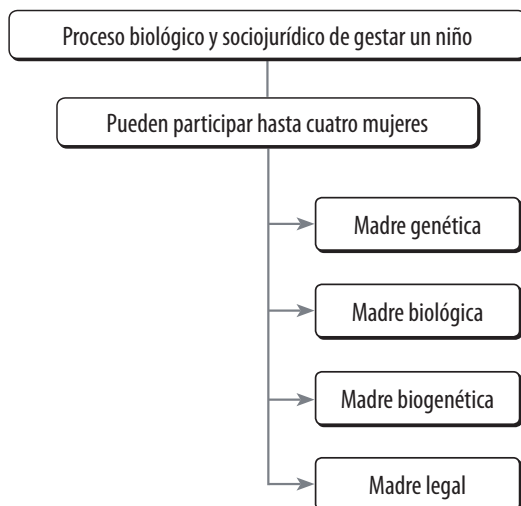 Proceso biológico y sociojurídico de gestar un niño
Pueden participar hasta cuatro mujeres
Madre genética
Madre biológica
Madre biogenética
Madre legal